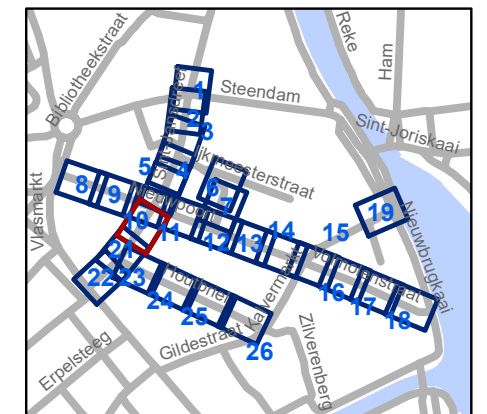 Bibliotheekstraat
Reke
Ham
Steendam
Sint-Joriskaai
Vlasmarkt
Kalvermarkt
Nieuwbrugkaai
Houtbriel
Gildestraat
Zilverenberg
Erpelsteeg
1
2
3
4
5
6
7
8
9
10
11
12
13
14
15
16
17
18
19
21
22
23
24
25
26